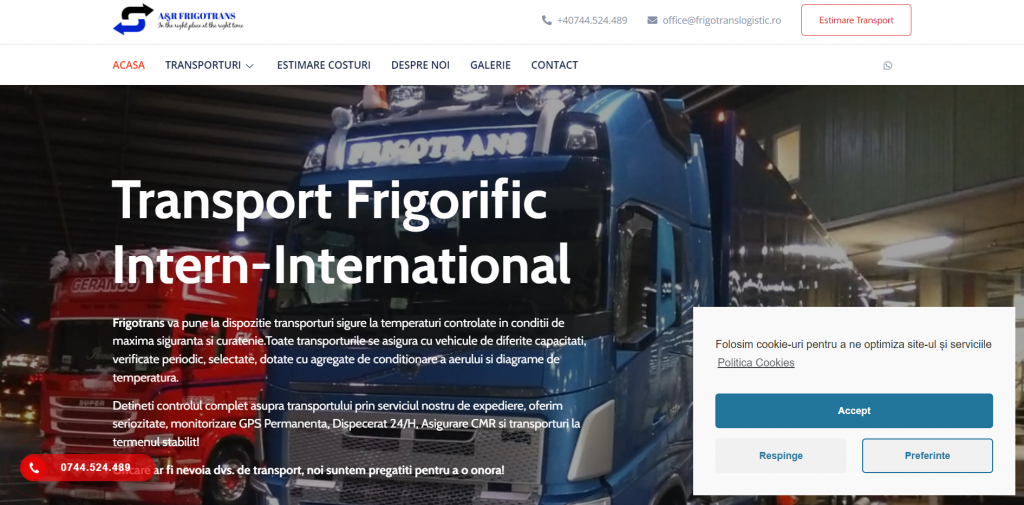 A&R FRIGOTRANS
In the right place at the right time
+40744.524.489
office@frigotranslogistic.ro
Estimare Transport
ACASA
TRANSPORTURI
ESTIMARE COSTURI
DESPRE NOI
GALERIE
CONTACT
FRIGOTRANS
Transport Frigorific
Intern-International
Frigotrans va pune la dispozitie transporturi sigure la temperaturi controlate in conditii de
maxima siguranta si curatenie.Toate transporturile se asigura cu vehicule de diferite capacitati,
verificate periodic, selectate, dotate cu agregate de conditionare a aerului si diagrame de
temperatura.
Detineti controlul complet asupra transportului prin serviciul nostru de expediere, oferim
seriozitate, monitorizare GPS Permanenta, Dispecerat 24/H, Asigurare CMR si transporturi la
termenul stabilit!
Oricare ar fi nevoia dvs. de transport, noi suntem pregatiti pentru a o onora!
0744.524.489
SUPER
Folosim cookie-uri pentru a ne optimiza site-ul și serviciile
Politica Cookies
Accept
Respinge
Preferinte